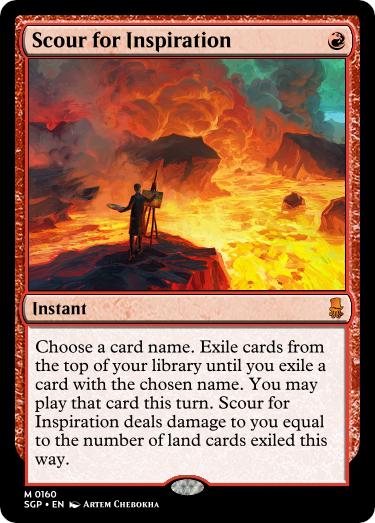 Scour for Inspiration
Instant
Choose a card name. Exile cards from
the top of your library until you exile a
card with the chosen name. You may
play that card this turn. Scour for
Inspiration deals damage to you equal
to the number of land cards exiled this
way.
M 0160
SGP • EN Artem Chebokha